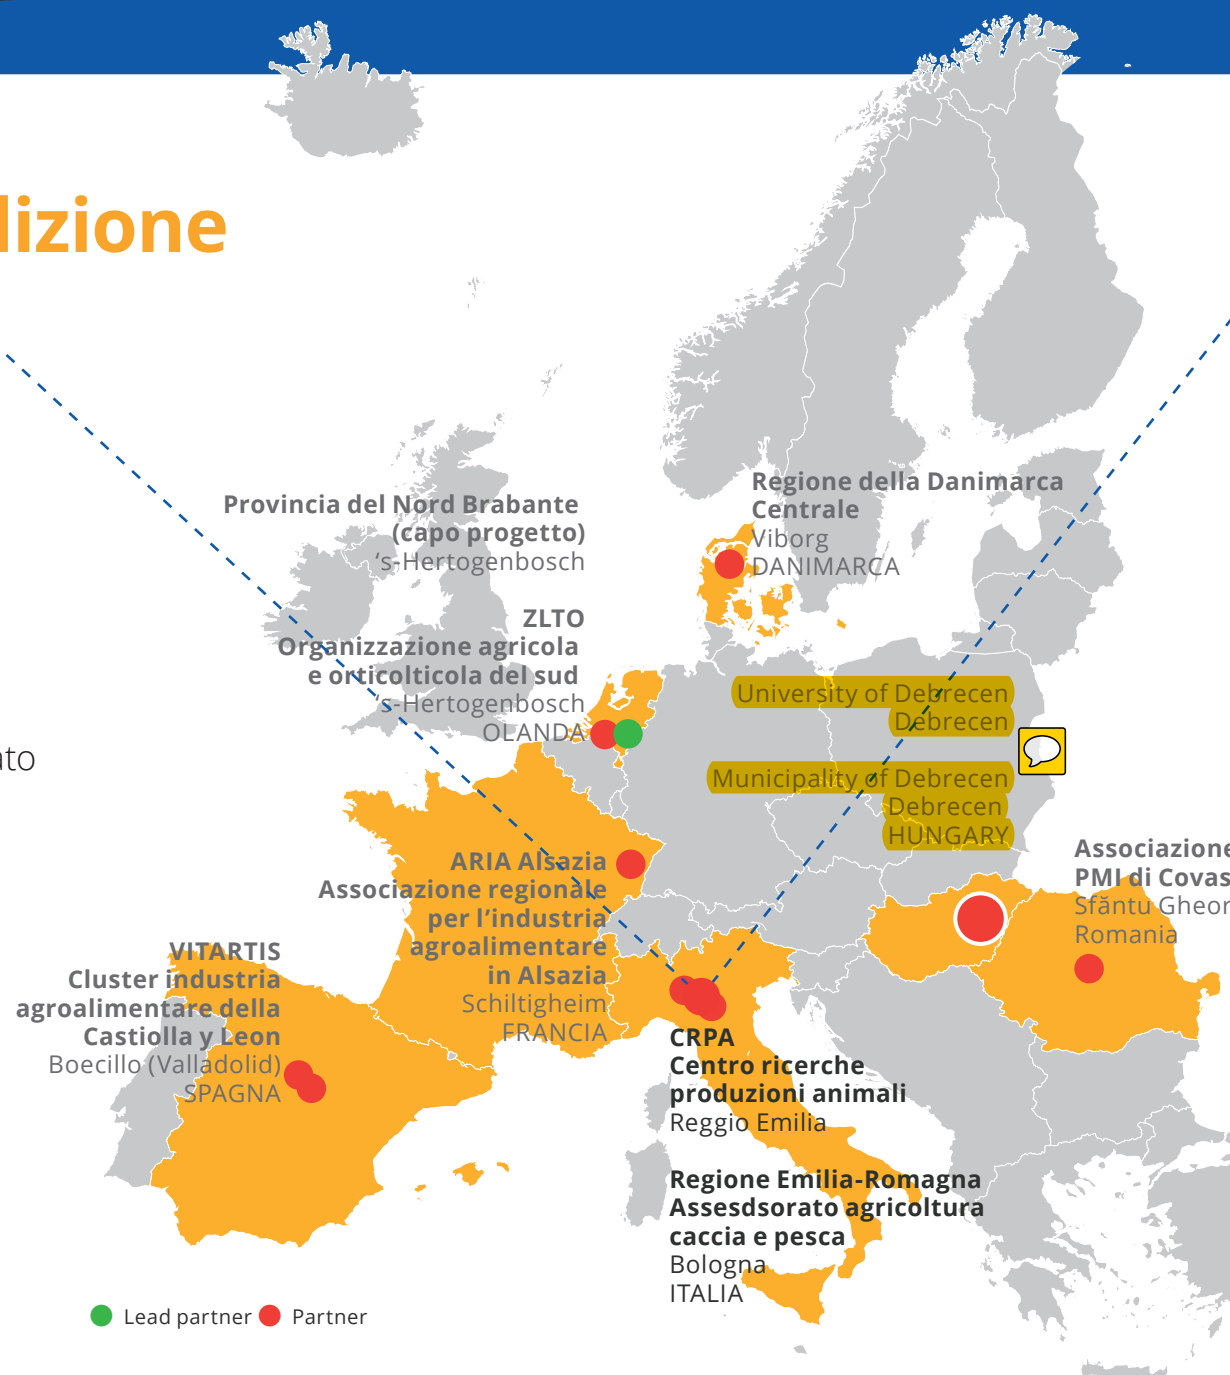 lizione
Regione della Danimarca
Centrale
Viborg
DANIMARCA
Provincia del Nord Brabante
(capo progetto)
‘s-Hertogenbosch
ZLTO
Organizzazione agricola
e orticolticola del sud
‘s-Hertogenbosch
OLANDA
University of Debrecen
Debrecen
Municipality of Debrecen
Debrecen
HUNGARY
ato
Associazione
PMI di Covas
Sfăntu Gheor
Romania
ARIA Alsazia
Associazione regionale
per l’industria
agroalimentare
in Alsazia
Schiltigheim
FRANCIA
VITARTIS
Cluster industria
agroalimentare della
Castiolla y Leon
Boecillo (Valladolid)
SPAGNA
CRPA
Centro ricerche
produzioni animali
Reggio Emilia
Regione Emilia-Romagna
Assesdsorato agricoltura
caccia e pesca
Bologna
ITALIA
Lead partner Partner